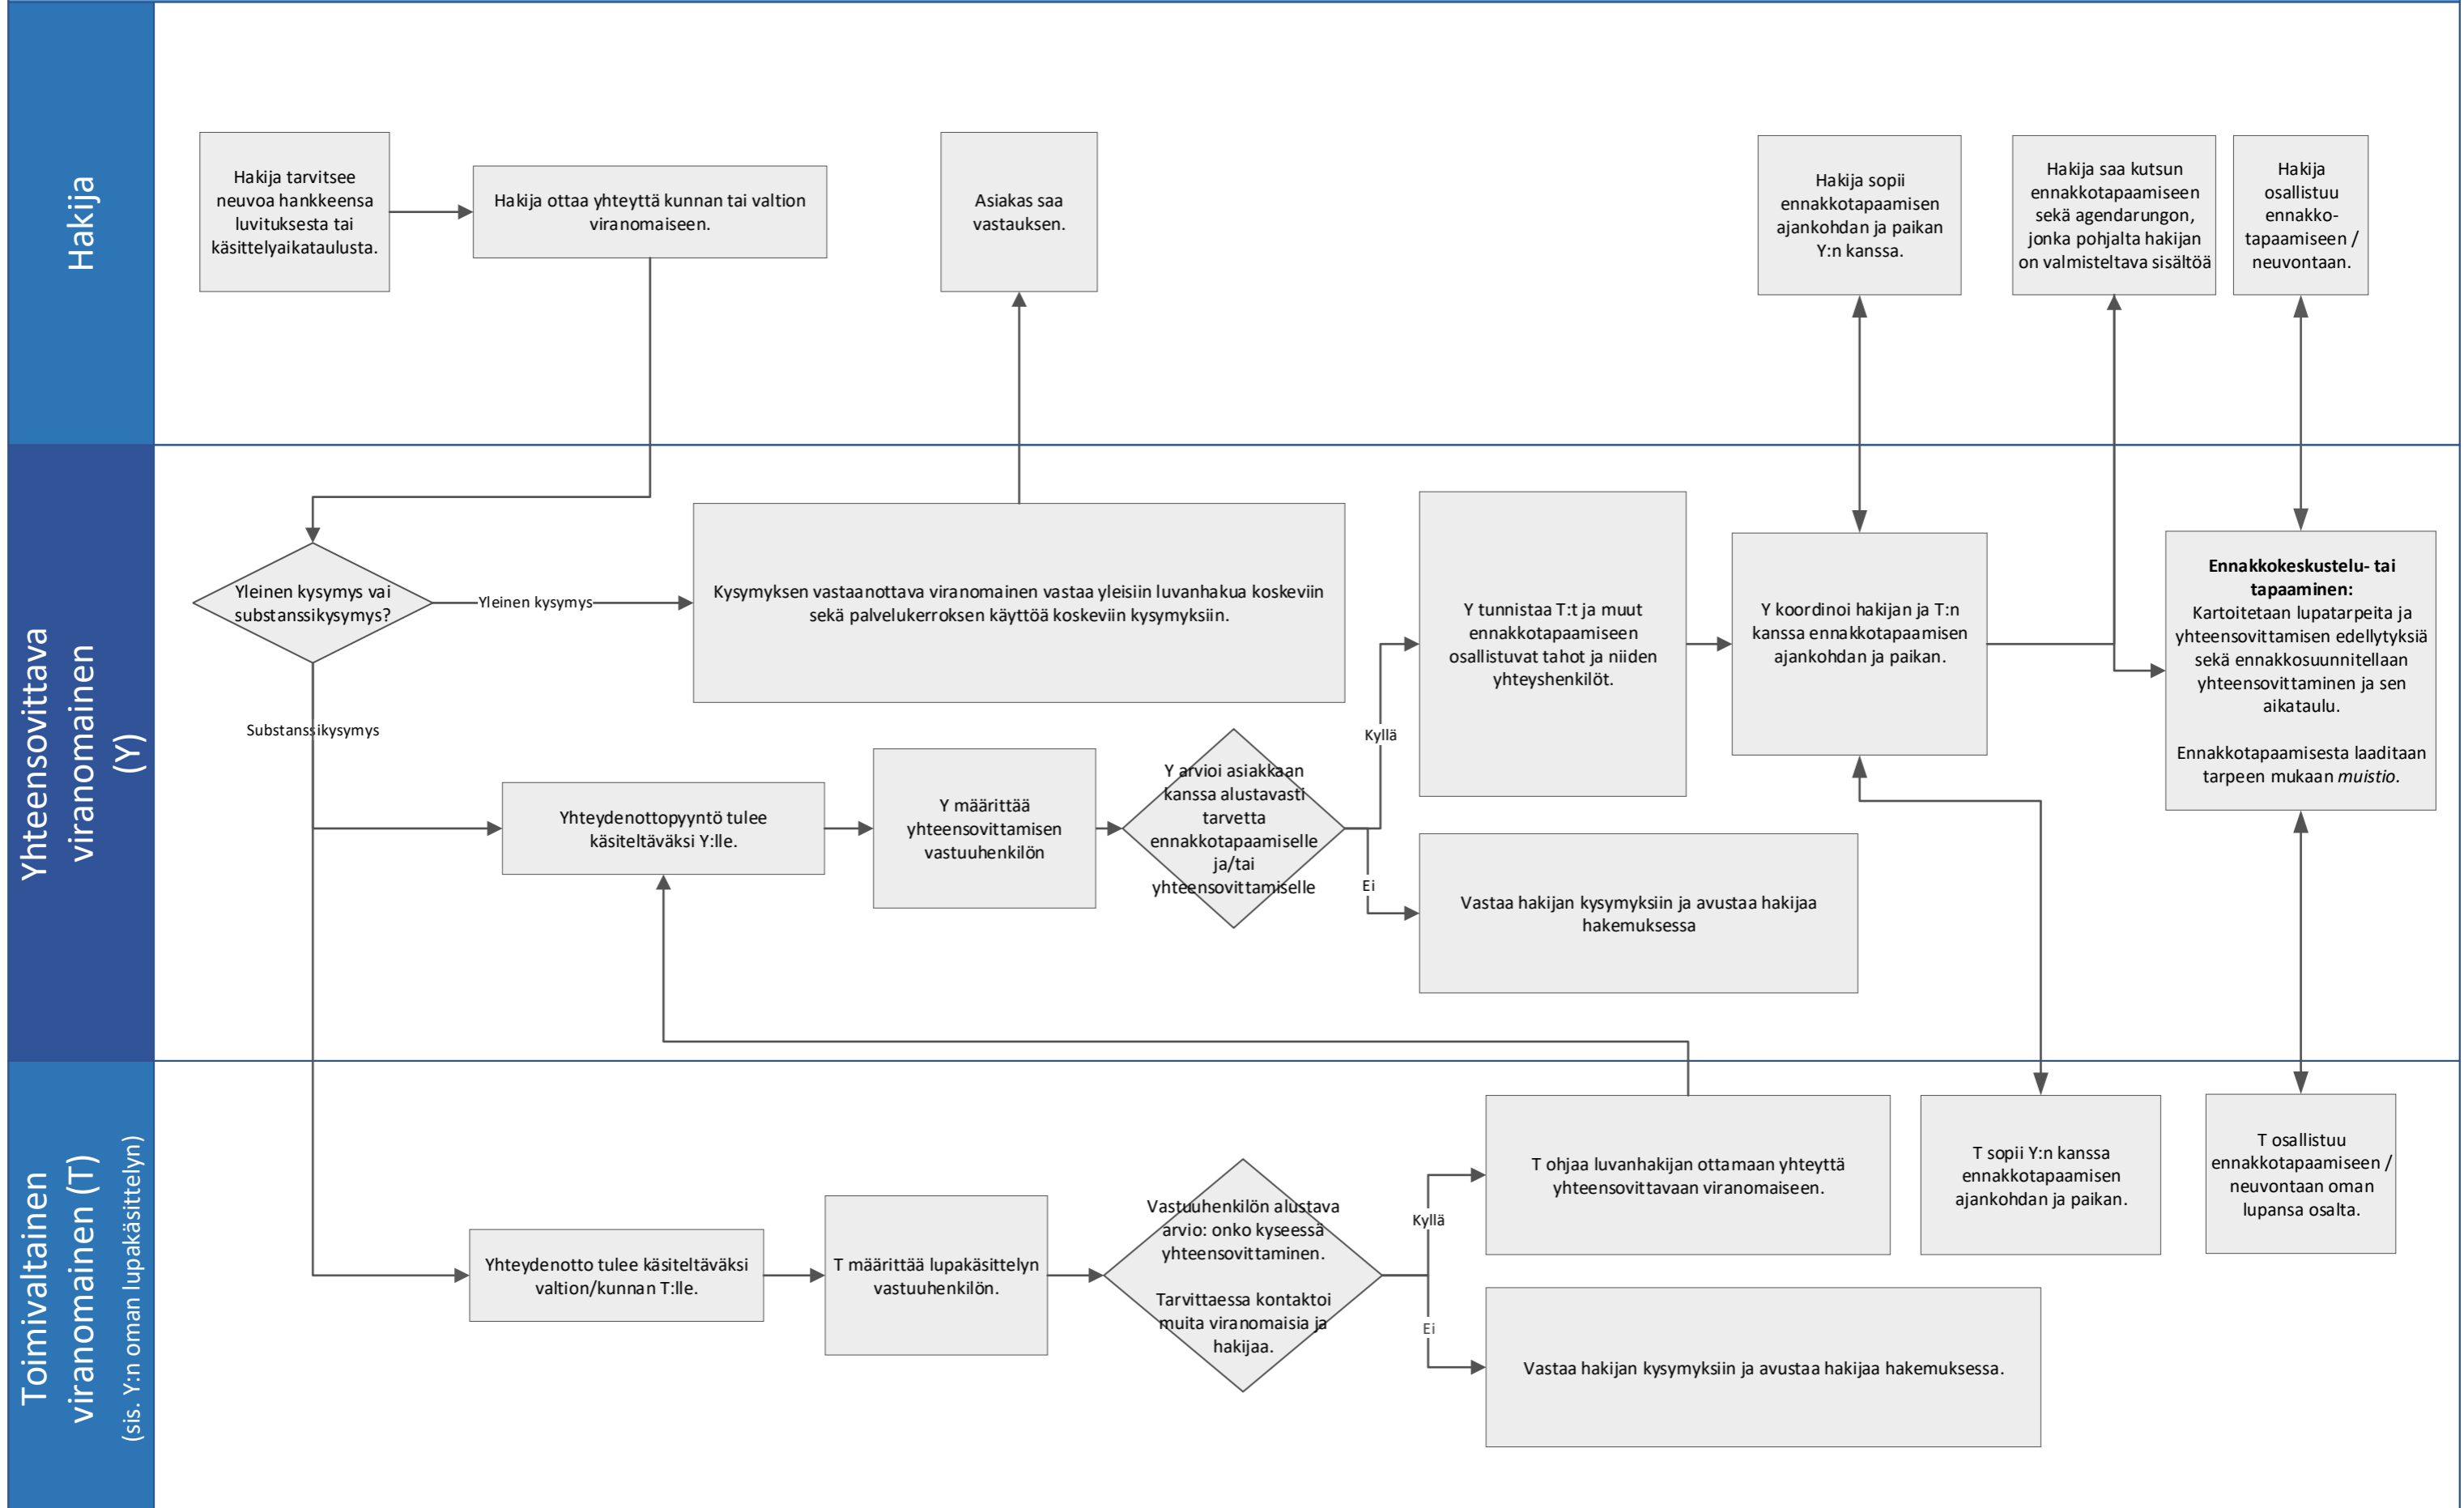 Hakija
Hakija tarvitsee
neuvoa hankkeensa
luvituksesta tai
käsittelyaikataulusta.
Hakija ottaa yhteyttä kunnan tai valtion
viranomaiseen.
Asiakas saa
vastauksen.
Hakija sopii
ennakkotapaamisen
ajankohdan ja paikan
Y:n kanssa.
Hakija saa kutsun
ennakkotapaamiseen
sekä agendarungon,
jonka pohjalta hakijan
on valmisteltava sisältöä
Hakija
osallistuu
ennakko-
tapaamiseen /
neuvontaan.
Yhteensovittava
viranomainen
(Y)
Yleinen kysymys vai
substanssikysymys?
Yleinen kysymys
Substanssikysymys
Kysymyksen vastaanottava viranomainen vastaa yleisiin luvanhakua koskeviin
sekä palvelukerroksen käyttöä koskeviin kysymyksiin.
Yhteydenottopyyntö tulee
käsiteltäväksi Y:lle.
Y määrittää
yhteensovittamisen
vastuuhenkilön
Y arvioi asiakkaan
kanssa alustavasti
tarvetta
ennakkotapaamiselle
ja/tai
yhteensovittamiselle
Kyllä
Ei
Y tunnistaa T:t ja muut
ennakkotapaamiseen
osallistuvat tahot ja niiden
yhteyshenkilöt.
Vastaa hakijan kysymyksiin ja avustaa hakijaa
hakemuksessa
Y koordinoi hakijan ja T:n
kanssa ennakkotapaamisen
ajankohdan ja paikan.
Ennakkokeskustelu- tai
tapaaminen:
Kartoitetaan lupatarpeita ja
yhteensovittamisen edellytyksiä
sekä ennakkosuunnitellaan
yhteensovittaminen ja sen
aikataulu.
Ennakkotapaamisesta laaditaan
tarpeen mukaan muistio.
Toimivaltainen
viranomainen (T)
(sis. Y:n oman lupakäsittelyn)
Yhteydenotto tulee käsiteltäväksi
valtion/kunnan T:lle.
T määrittää lupakäsittelyn
vastuuhenkilön.
Vastuuhenkilön alustava
arvio: onko kyseessä
yhteensovittaminen.
Tarvittaessa kontaktoi
muita viranomaisia ja
hakijaa.
Kyllä
Ei
T ohjaa luvanhakijan ottamaan yhteyttä
yhteensovittavaan viranomaiseen.
Vastaa hakijan kysymyksiin ja avustaa hakijaa hakemuksessa.
T sopii Y:n kanssa
ennakkotapaamisen
ajankohdan ja paikan.
T osallistuu
ennakkotapaamiseen /
neuvontaan oman
lupansa osalta.